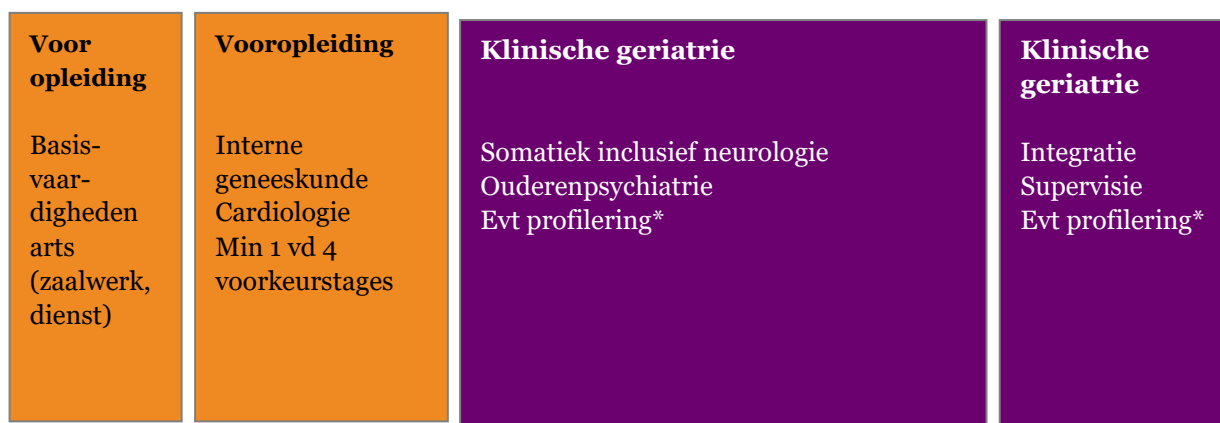 Voor
opleiding
Basis-
vaar-
digheden
arts
(zaalwerk,
dienst)
Vooropleiding
Interne
geneeskunde
Cardiologie
Min 1 vd 4
voorkeurstages
Klinische geriatrie
Somatiek inclusief neurologie
Ouderenpsychiatrie
Evt profilering*
Klinische
geriatrie
Integratie
Supervisie
Evt profilering*